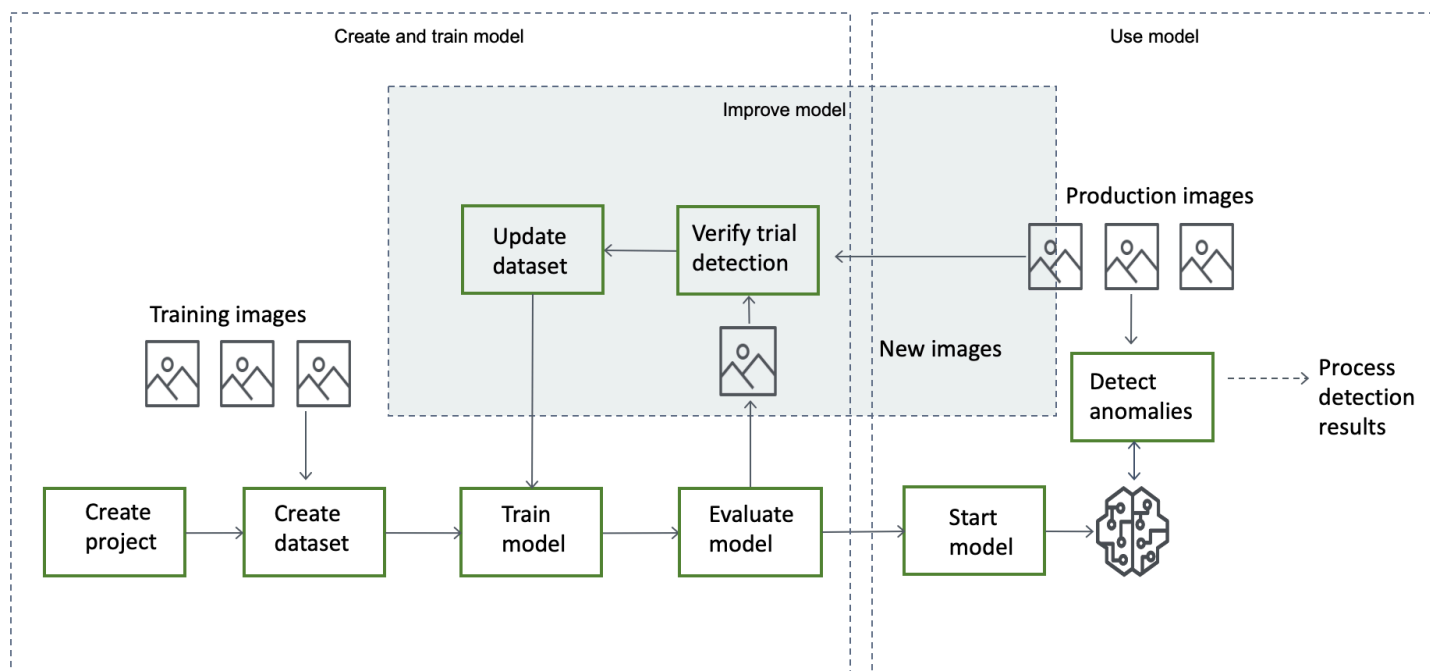 Create and train model
Use model
Improve model
Production images
Update
dataset
Verify trial
detection
Training images
New images
Detect
anomalies
Process
detection
results
Create
project
Create
dataset
Train
model
Evaluate
model
Start
model